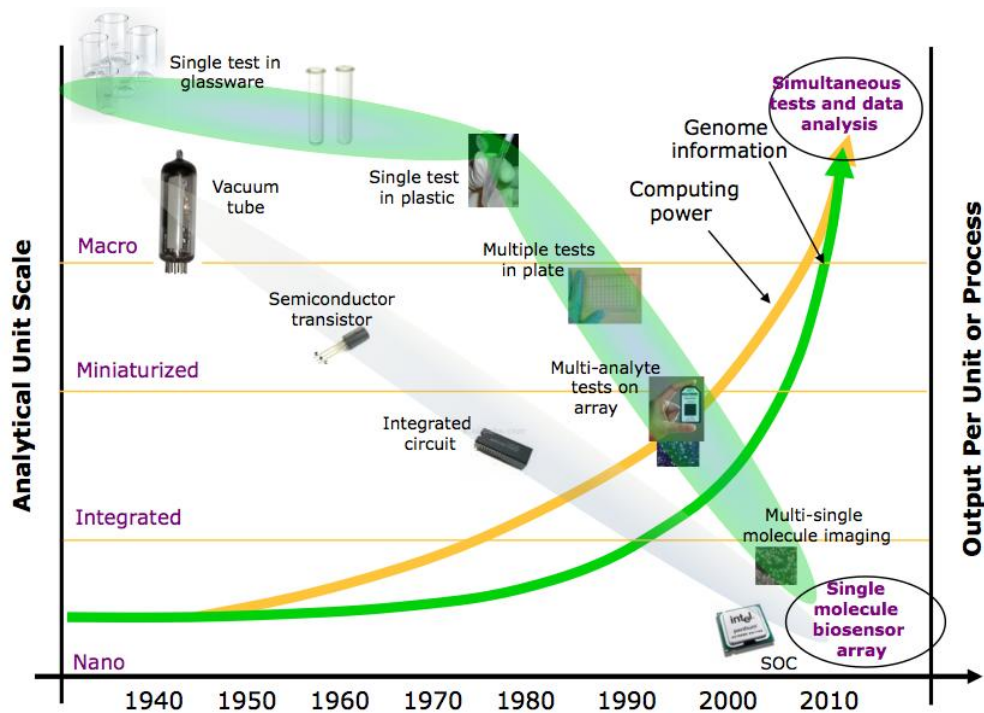 Single test in
glassware
Simultaneous
tests and data
analysis
Genome
information
Vacuum
tube
Single test
in plastic
Computing
power
Macro
Multiple tests
in plate
Semiconductor
transistor
Miniaturized
Multi-analyte
tests on
array
Integrated
circuit
Integrated
Multi-single
molecule imaging
Single
molecule
biosensor
array
intel
pentium
SOC
Nano
Analytical Unit Scale
Output Per Unit or Process
1940 1950 1960 1970 1980 1990 2000 2010